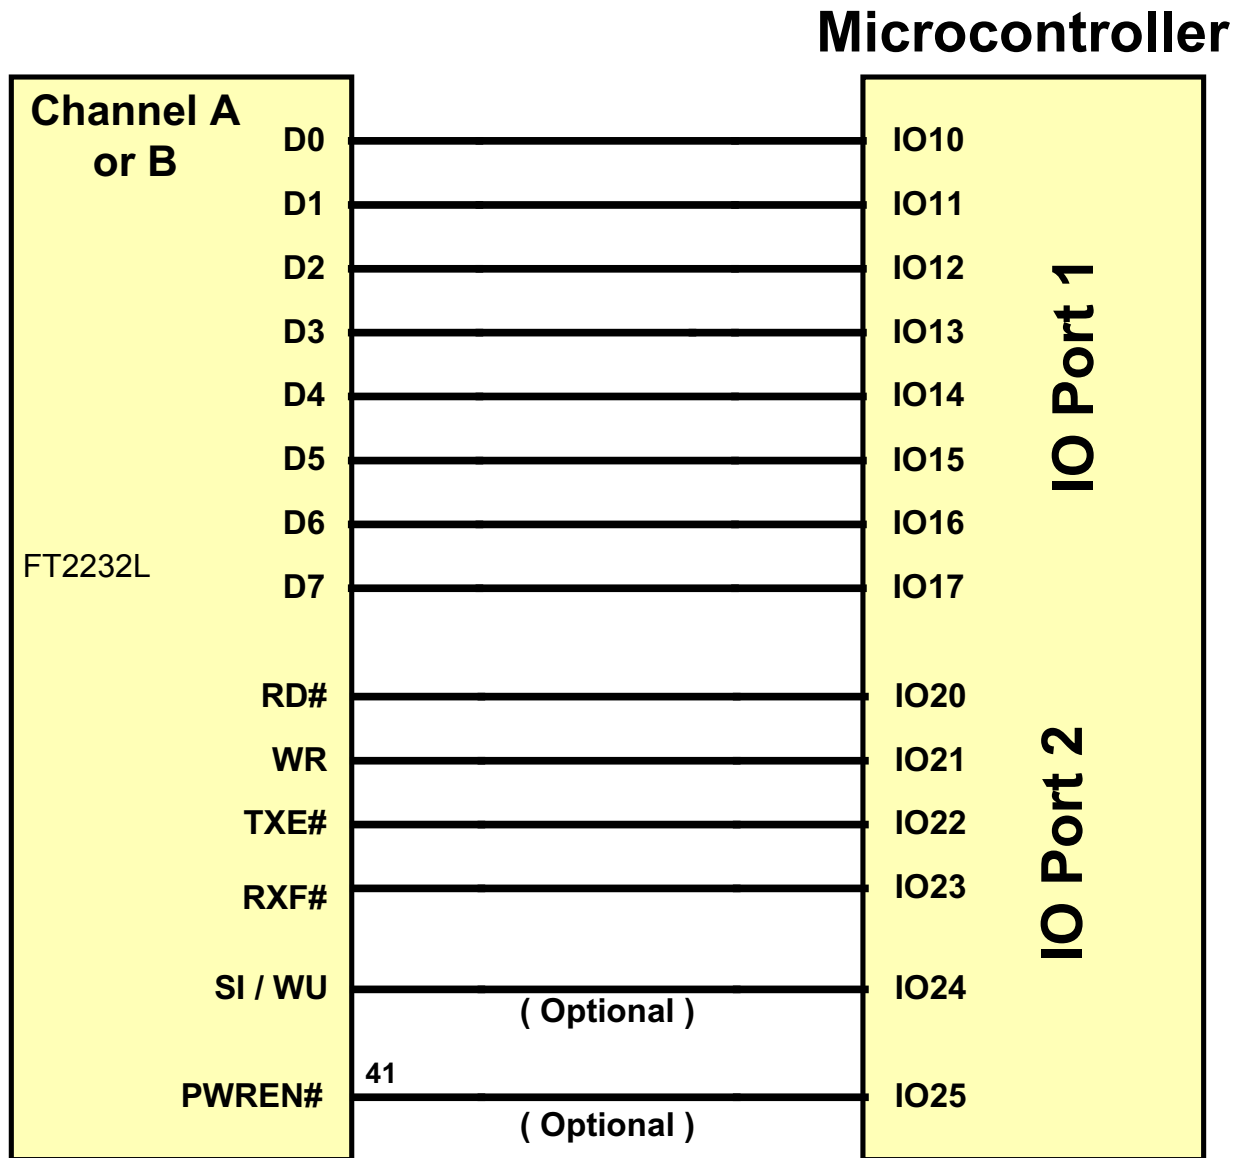 Microcontroller
Channel A
or B
D0
IO10
D1
IO11
D2
IO12
D3
IO13
D4
IO14
D5
IO15
D6
IO16
FT2232L
D7
IO17
IO Port 1
RD#
IO20
WR
IO21
TXE#
IO22
RXF#
IO23
SI / WU
( Optional )
IO24
PWREN#
41
( Optional )
IO25
IO Port 2